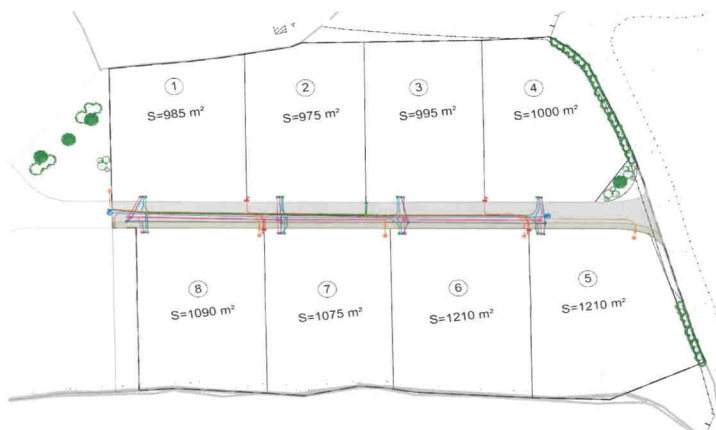 1
S=985 m²
2
S=975 m²
3
S=995 m²
4
S=1000 m²
8
S=1090 m²
7
S=1075 m²
6
S=1210 m²
5
S=1210 m²